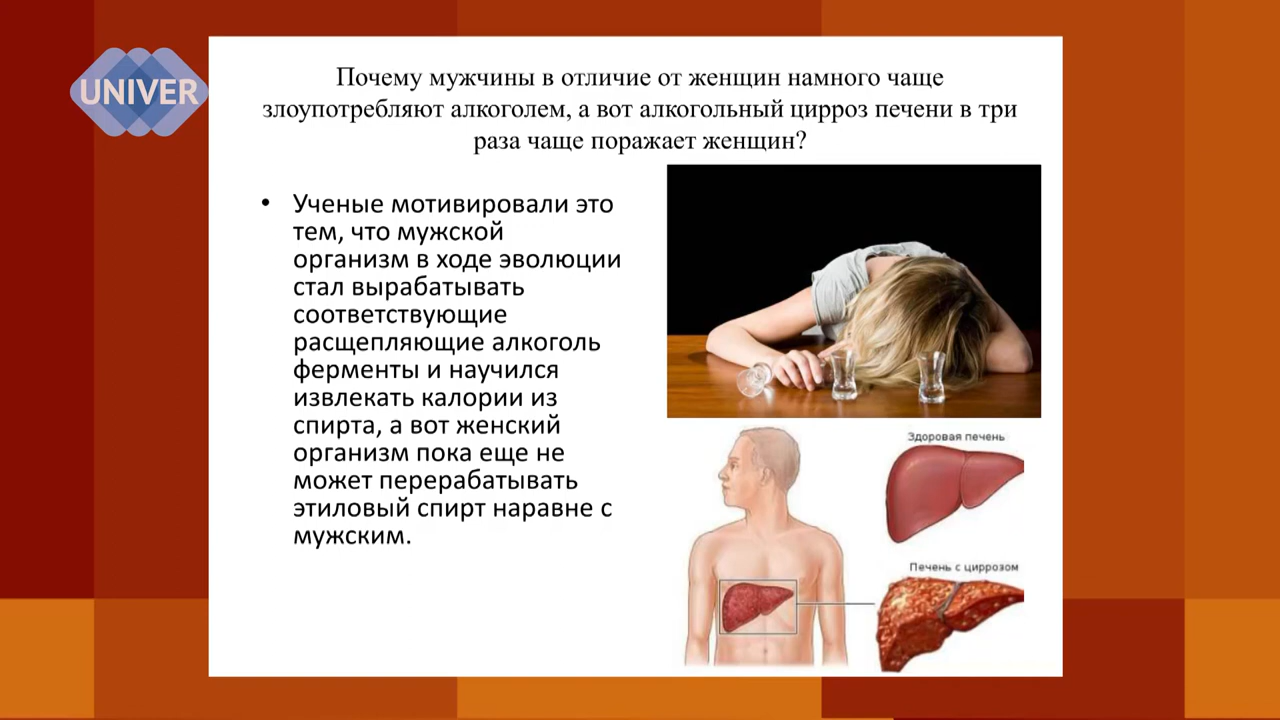 UNIVER
Почему мужчины в отличие от женщин намного чаще
злоупотребляют алкоголем, а вот алкогольный цирроз печени в три
раза чаще поражает женщин?
• Ученые мотивировали это
тем, что мужской
организм в ходе эволюции
стал вырабатывать
соответствующие
расщепляющие алкоголь
ферменты и научился
извлекать калории из
спирта, а вот женский
организм пока еще не
может перерабатывать
этиловый спирт наравне с
мужским.
Здоровая печень
Печень с циррозом